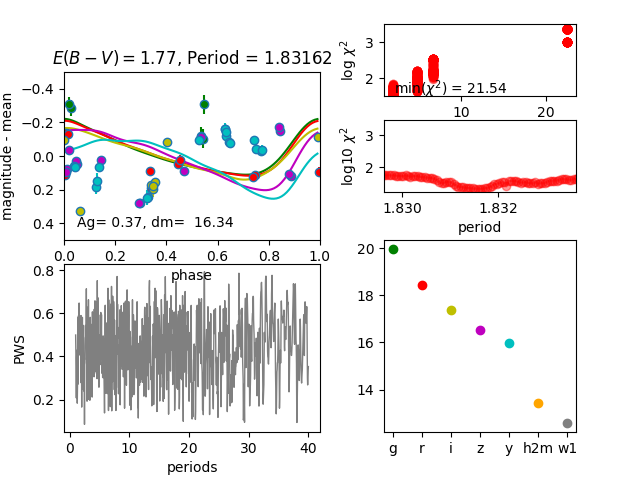 E(B − V) = 1.77, Period = 1.83162
magnitude - mean
−0.4
−0.2
0.0
0.2
0.4
Ag= 0.37, dm= 16.34
0.0 0.2 0.4 0.6 0.8 1.0
phase
log χ²
3
2
min(χ²) = 21.54
10 20
log10 χ²
3
2
1.830 1.832
period
PWS
0.8
0.6
0.4
0.2
0 10 20 30 40
periods
20
18
16
14
g r i z y h2m w1